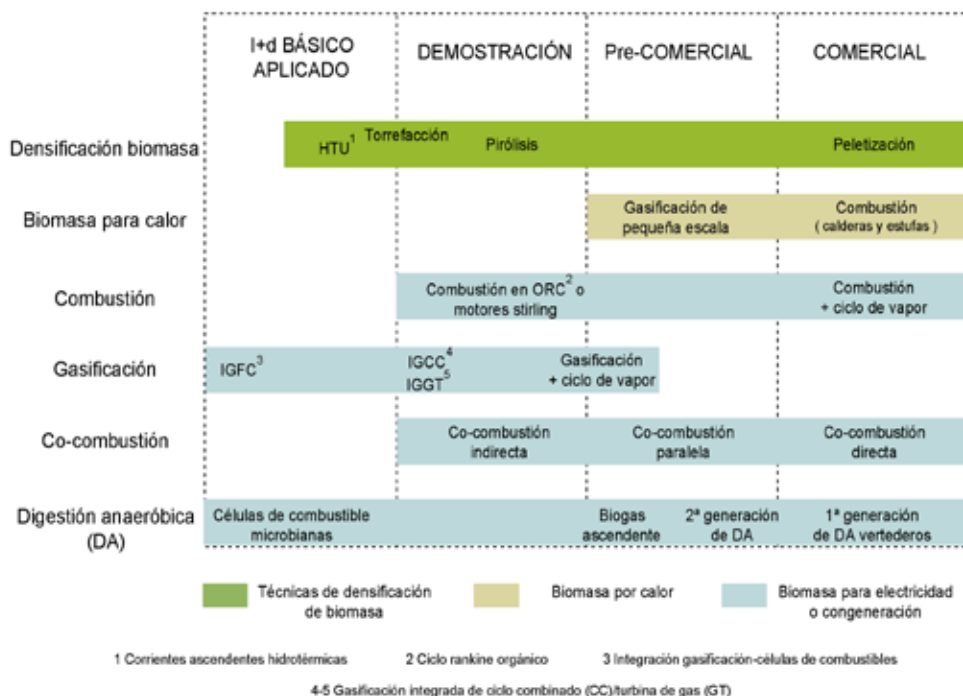 I+d BÁSICO
APLICADO
DEMOSTRACIÓN
Pre-COMERCIAL
COMERCIAL
Densificación biomasa
HTU1
Torrefacción
Pirólisis
Peletización
Biomasa para calor
Gasificación de
pequeña escala
Combustión
( calderas y estufas )
Combustión
Combustión en ORC2 o
motores stirling
Combustión
+ ciclo de vapor
Gasificación
IGFC3
IGCC4
IGGT5
Gasificación
+ ciclo de vapor
Co-combustión
Co-combustión
indirecta
Co-combustión
paralela
Co-combustión
directa
Digestión anaeróbica
(DA)
Células de combustible
microbianas
Biogas
ascendente
2ª generación
de DA
1ª generación
de DA vertederos
Técnicas de densificación
de biomasa
Biomasa por calor
Biomasa para electricidad
o congeneración
1 Corrientes ascendentes hidrotérmicas
2 Ciclo rankine orgánico
3 Integración gasificación-células de combustibles
4-5 Gasificación integrada de ciclo combinado (CC)/turbina de gas (GT)